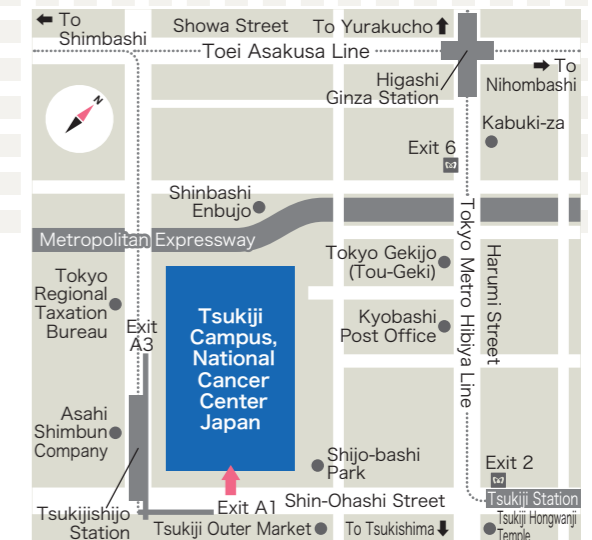 To
Shimbashi
Showa Street
To Yurakucho
Toei Asakusa Line
To
Nihombashi
Higashi
Ginza Station
N
Kabuki-za
Exit 6
Shinbashi
Enbujo
Metropolitan Expressway
Tokyo Gekijo
(Tou-Geki)
Tokyo Metro Hibiya Line
Harumi Street
Tokyo
Regional
Taxation
Bureau
Exit
A3
Tsukiji
Campus,
National
Cancer
Center
Japan
Kyobashi
Post Office
Asahi
Shimbun
Company
Shijo-bashi
Park
Exit 2
Exit A1
Shin-Ohashi Street
Tsukiji Station
Tsukijishijo
Station
Tsukiji Outer Market
To Tsukishima
Tsukiji Hongwanji
Temple